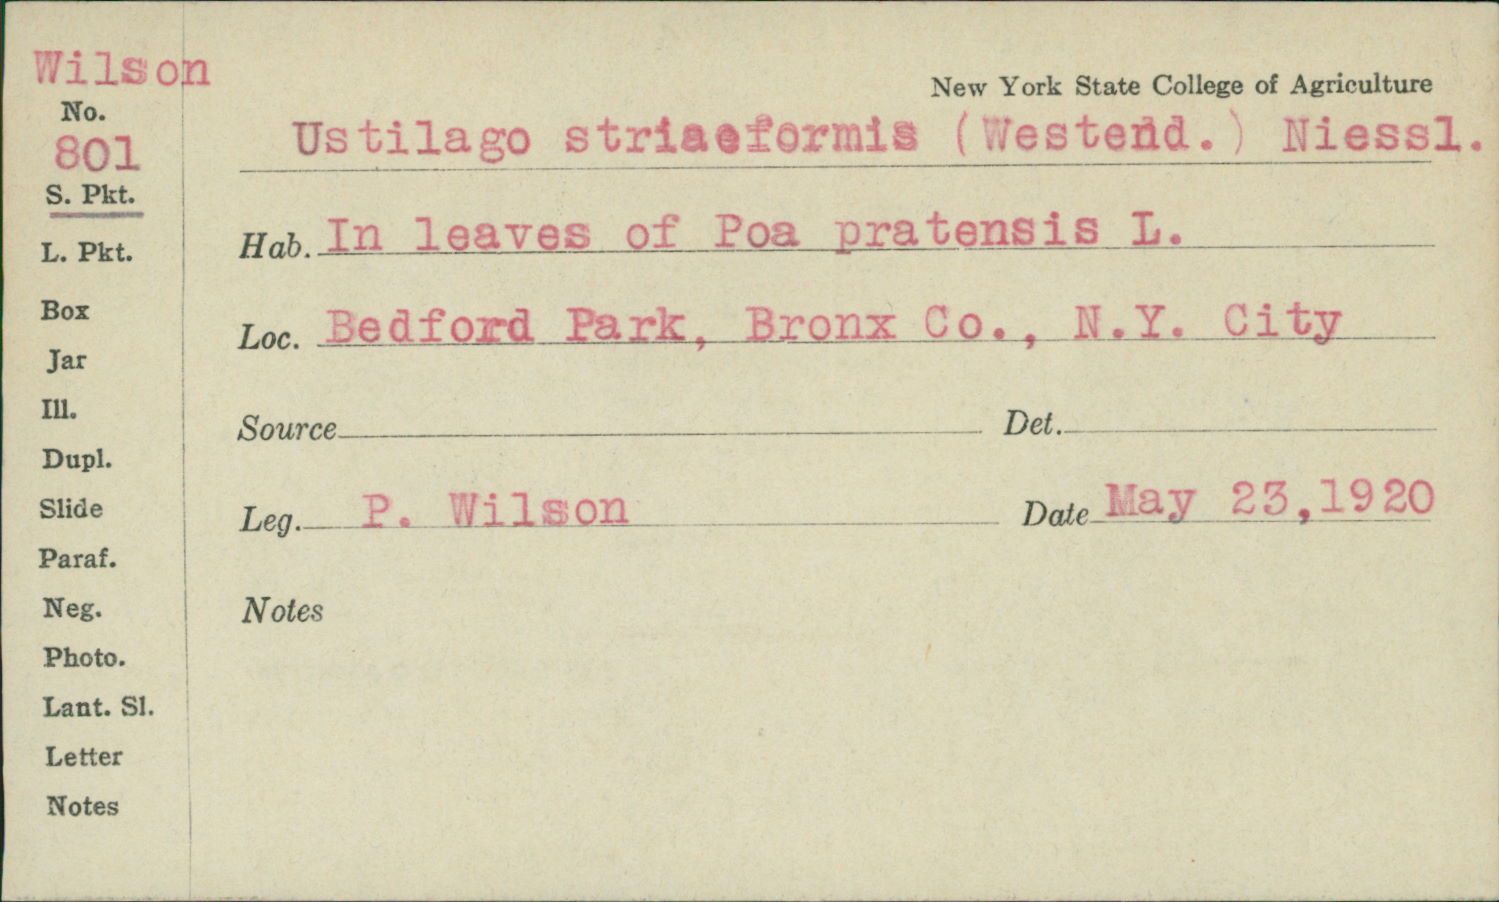 Wilson
New York State College of Agriculture
No.
801
Ustilago striaeformis (Westend.) Niessl.
S. Pkt.
Hab. In leaves of Poa pratensis L.
L. Pkt.
Box
Loc. Bedford Park, Bronx Co., N.Y. City
Jar
Ill.
Source
Det.
Dupl.
Slide
Leg. P. Wilson
Date May 23,1920
Paraf.
Neg.
Notes
Photo.
Lant. Sl.
Letter
Notes